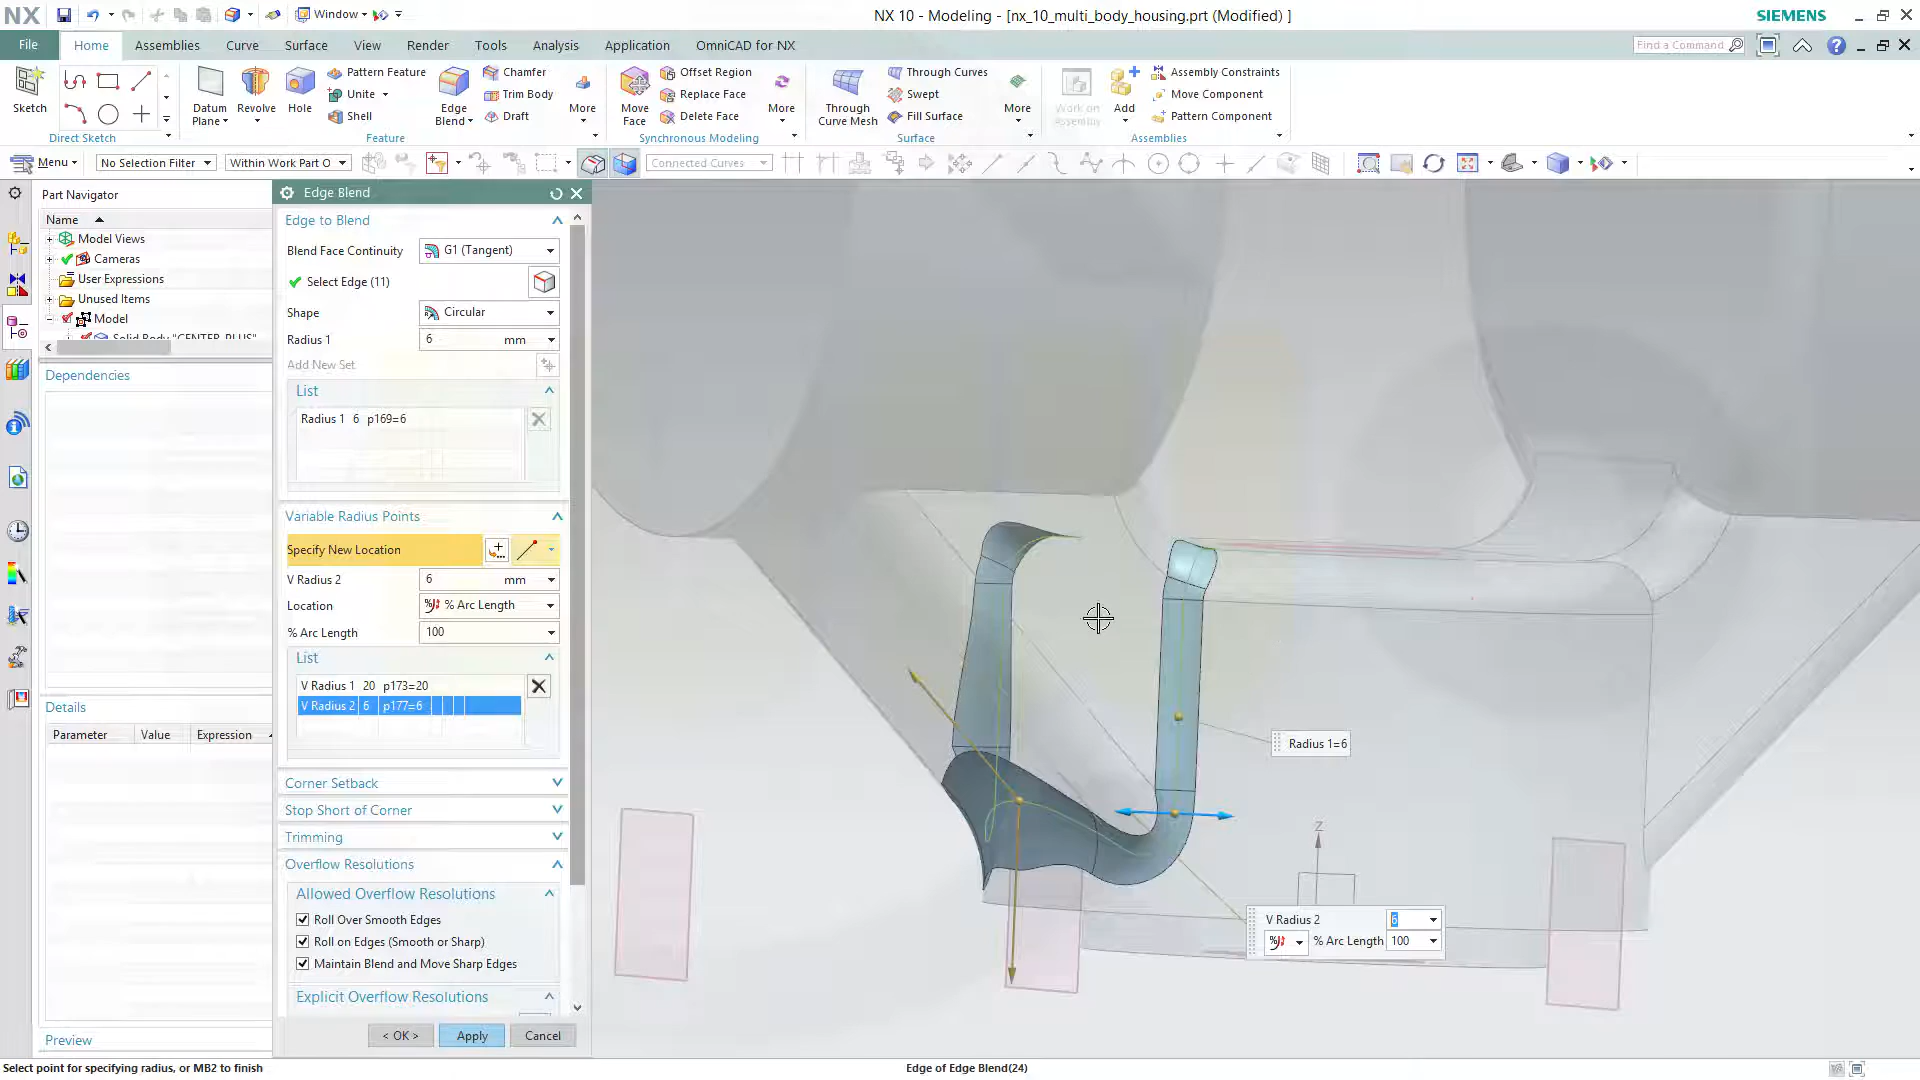 NX
Window
NX 10 - Modeling - [nx_10_multi_body_housing.prt (Modified) ]
SIEMENS
File
Home
Assemblies
Curve
Surface
View
Render
Tools
Analysis
Application
OmniCAD for NX
Find a Command
Sketch
Direct Sketch
Datum Plane
Revolve
Hole
Pattern Feature
Unite
Shell
Edge Blend
Chamfer
Trim Body
Draft
More
Feature
Move Face
Offset Region
Replace Face
Delete Face
More
Synchronous Modeling
Through Curve Mesh
Through Curves
Swept
Fill Surface
More
Surface
Work on Assembly
Add
Assembly Constraints
Move Component
Pattern Component
Assemblies
Menu
No Selection Filter
Within Work Part O
Connected Curves
Part Navigator
Name
Model Views
Cameras
User Expressions
Unused Items
Model
Solid Body "CENTER_PLUS"
Dependencies
Details
Parameter Value Expression
Preview
Edge Blend
Edge to Blend
Blend Face Continuity G1 (Tangent)
Select Edge (11)
Shape Circular
Radius 1 6 mm
Add New Set
List
Radius 1 6 p169=6
Variable Radius Points
Specify New Location
V Radius 2 6 mm
Location % Arc Length
% Arc Length 100
List
V Radius 1 20 p173=20
V Radius 2 6 p177=6
Corner Setback
Stop Short of Corner
Trimming
Overflow Resolutions
Allowed Overflow Resolutions
Roll Over Smooth Edges
Roll on Edges (Smooth or Sharp)
Maintain Blend and Move Sharp Edges
Explicit Overflow Resolutions
< OK >
Apply
Cancel
Radius 1=6
Z
V Radius 2 6
% Arc Length 100
Select point for specifying radius, or MB2 to finish
Edge of Edge Blend(24)